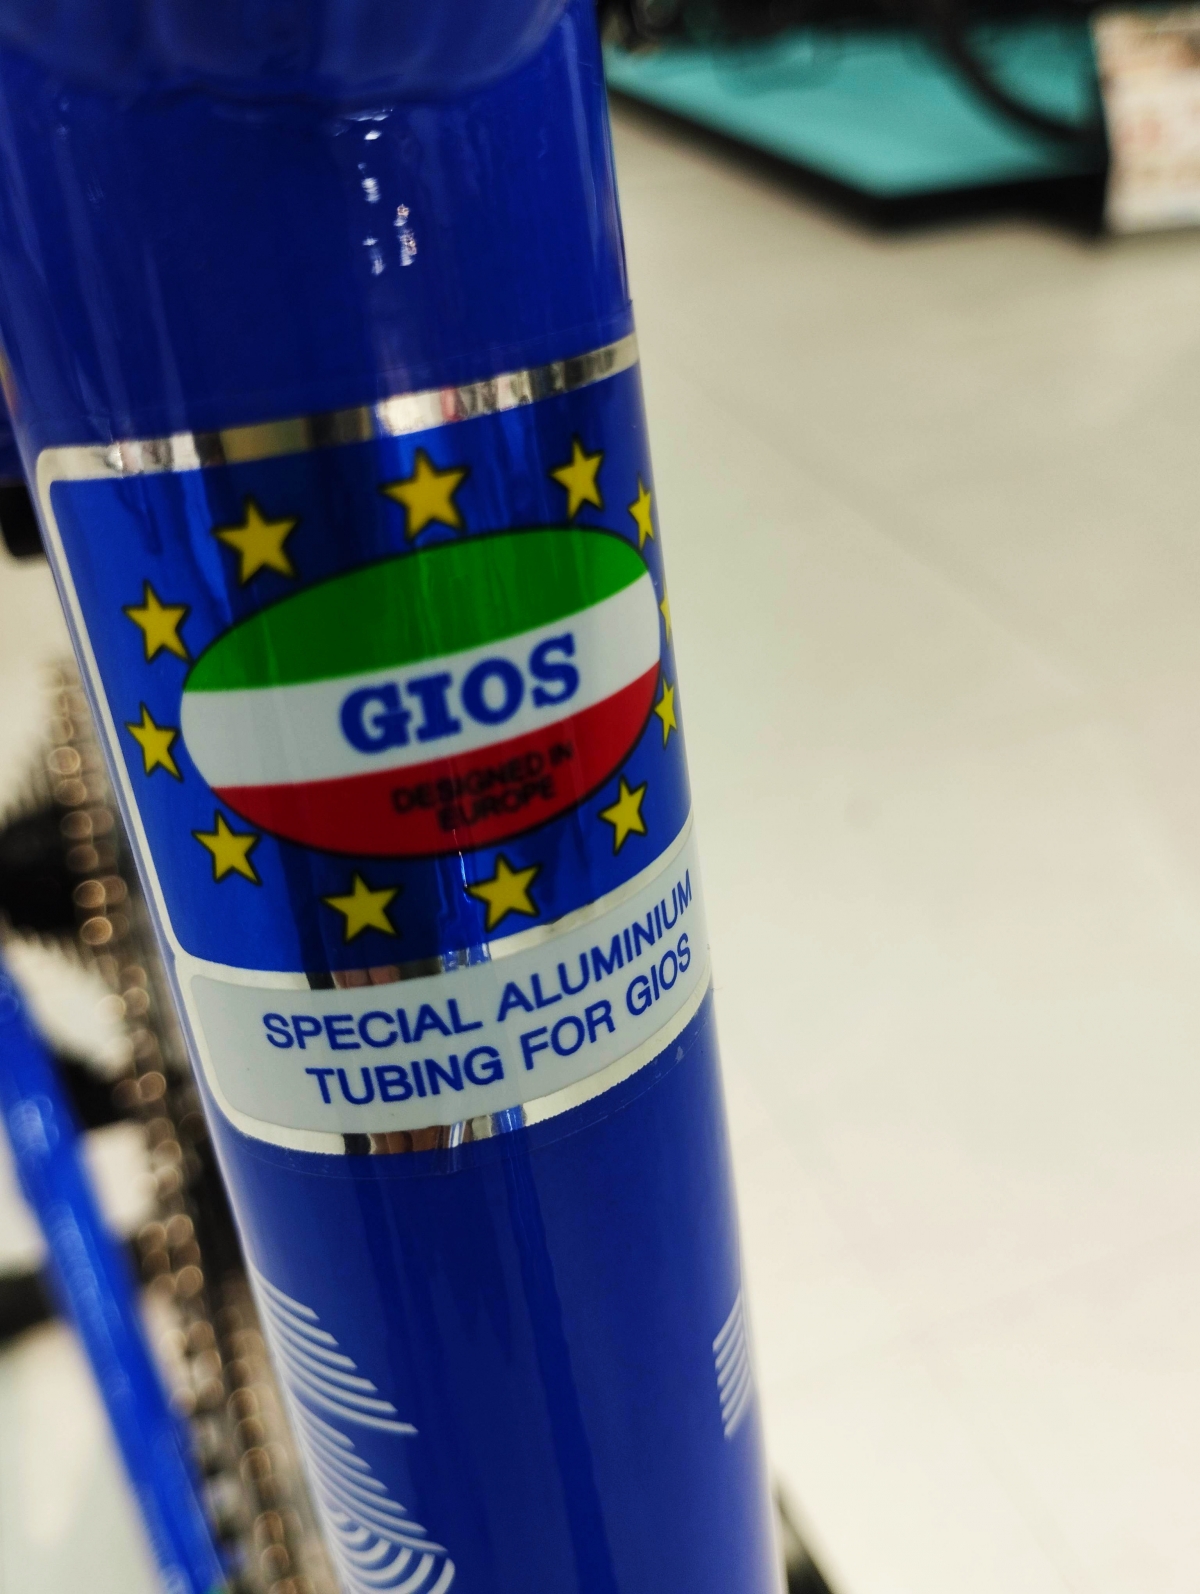 GIOS
DESIGNED IN
EUROPE
SPECIAL ALUMINIUM
TUBING FOR GIOS